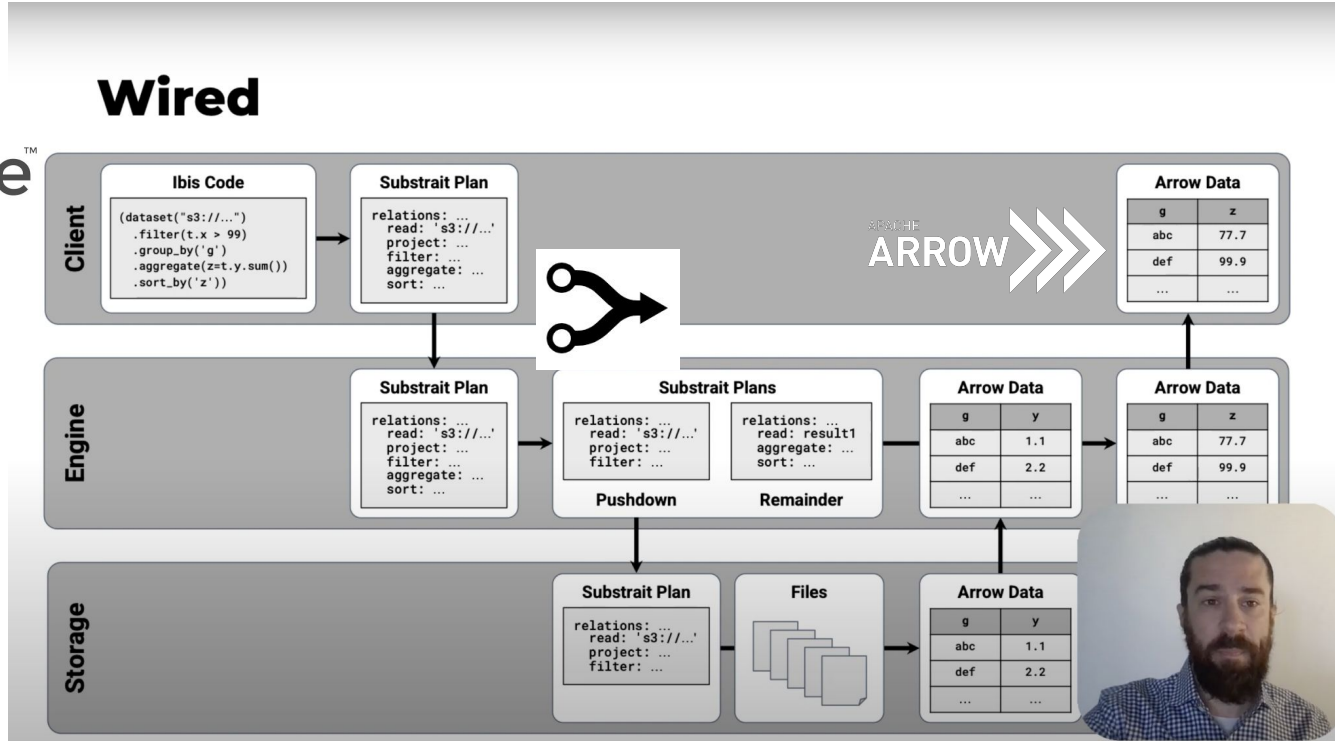 Wired
e™
Client
Ibis Code
(dataset("s3://...")
.filter(t.x > 99)
.group_by('g')
.aggregate(z=t.y.sum())
.sort_by('z'))
Substrait Plan
relations: ...
read: 's3://...'
project: ...
filter: ...
aggregate: ...
sort: ...
APACHE
ARROW
Arrow Data
g z
abc 77.7
def 99.9
... ...
Engine
Substrait Plan
relations: ...
read: 's3://...'
project: ...
filter: ...
aggregate: ...
sort: ...
Substrait Plans
relations: ...
read: 's3://...'
project: ...
filter: ...
Pushdown
relations: ...
read: result1
aggregate: ...
sort: ...
Remainder
Arrow Data
g y
abc 1.1
def 2.2
... ...
Arrow Data
g z
abc 77.7
def 99.9
... ...
Storage
Substrait Plan
relations: ...
read: 's3://...'
project: ...
filter: ...
Files
Arrow Data
g y
abc 1.1
def 2.2
... ...